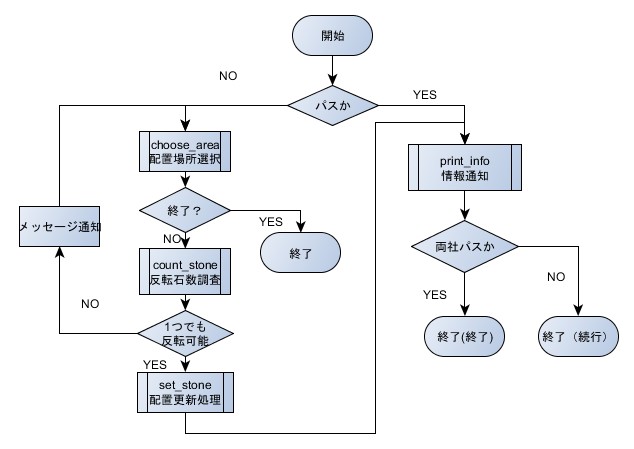 開始
NO
パスか
YES
choose_area
配置場所選択
print_info
情報通知
終了？
YES
メッセージ通知
NO
終了
両社パスか
count_stone
反転石数調査
NO
NO
YES
1つでも
反転可能
終了(終了)
終了（続行）
YES
set_stone
配置更新処理